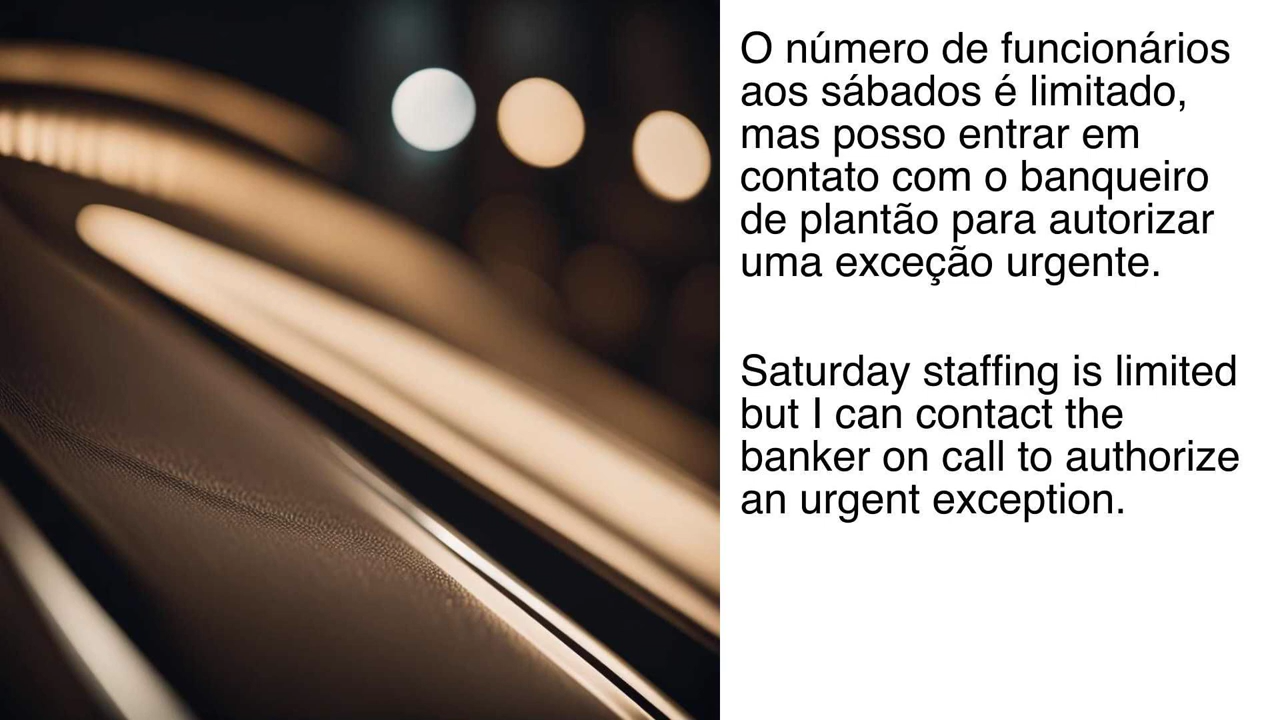 O número de funcionários
aos sábados é limitado,
mas posso entrar em
contato com o banqueiro
de plantão para autorizar
uma exceção urgente.
Saturday staffing is limited
but I can contact the
banker on call to authorize
an urgent exception.